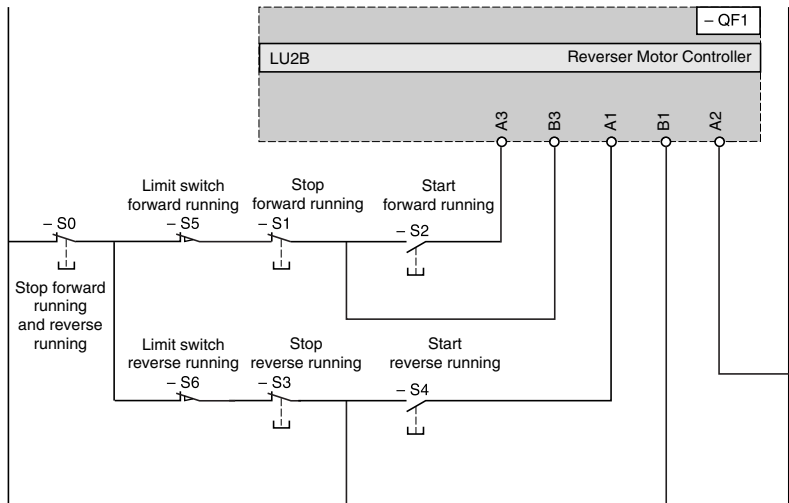 – QF1
LU2B
Reverser Motor Controller
A3
B3
A1
B1
A2
Limit switch
forward running
Stop
forward running
Start
forward running
– S0
– S5
– S1
– S2
Stop forward
running
and reverse
running
Limit switch
reverse running
Stop
reverse running
Start
reverse running
– S6
– S3
– S4